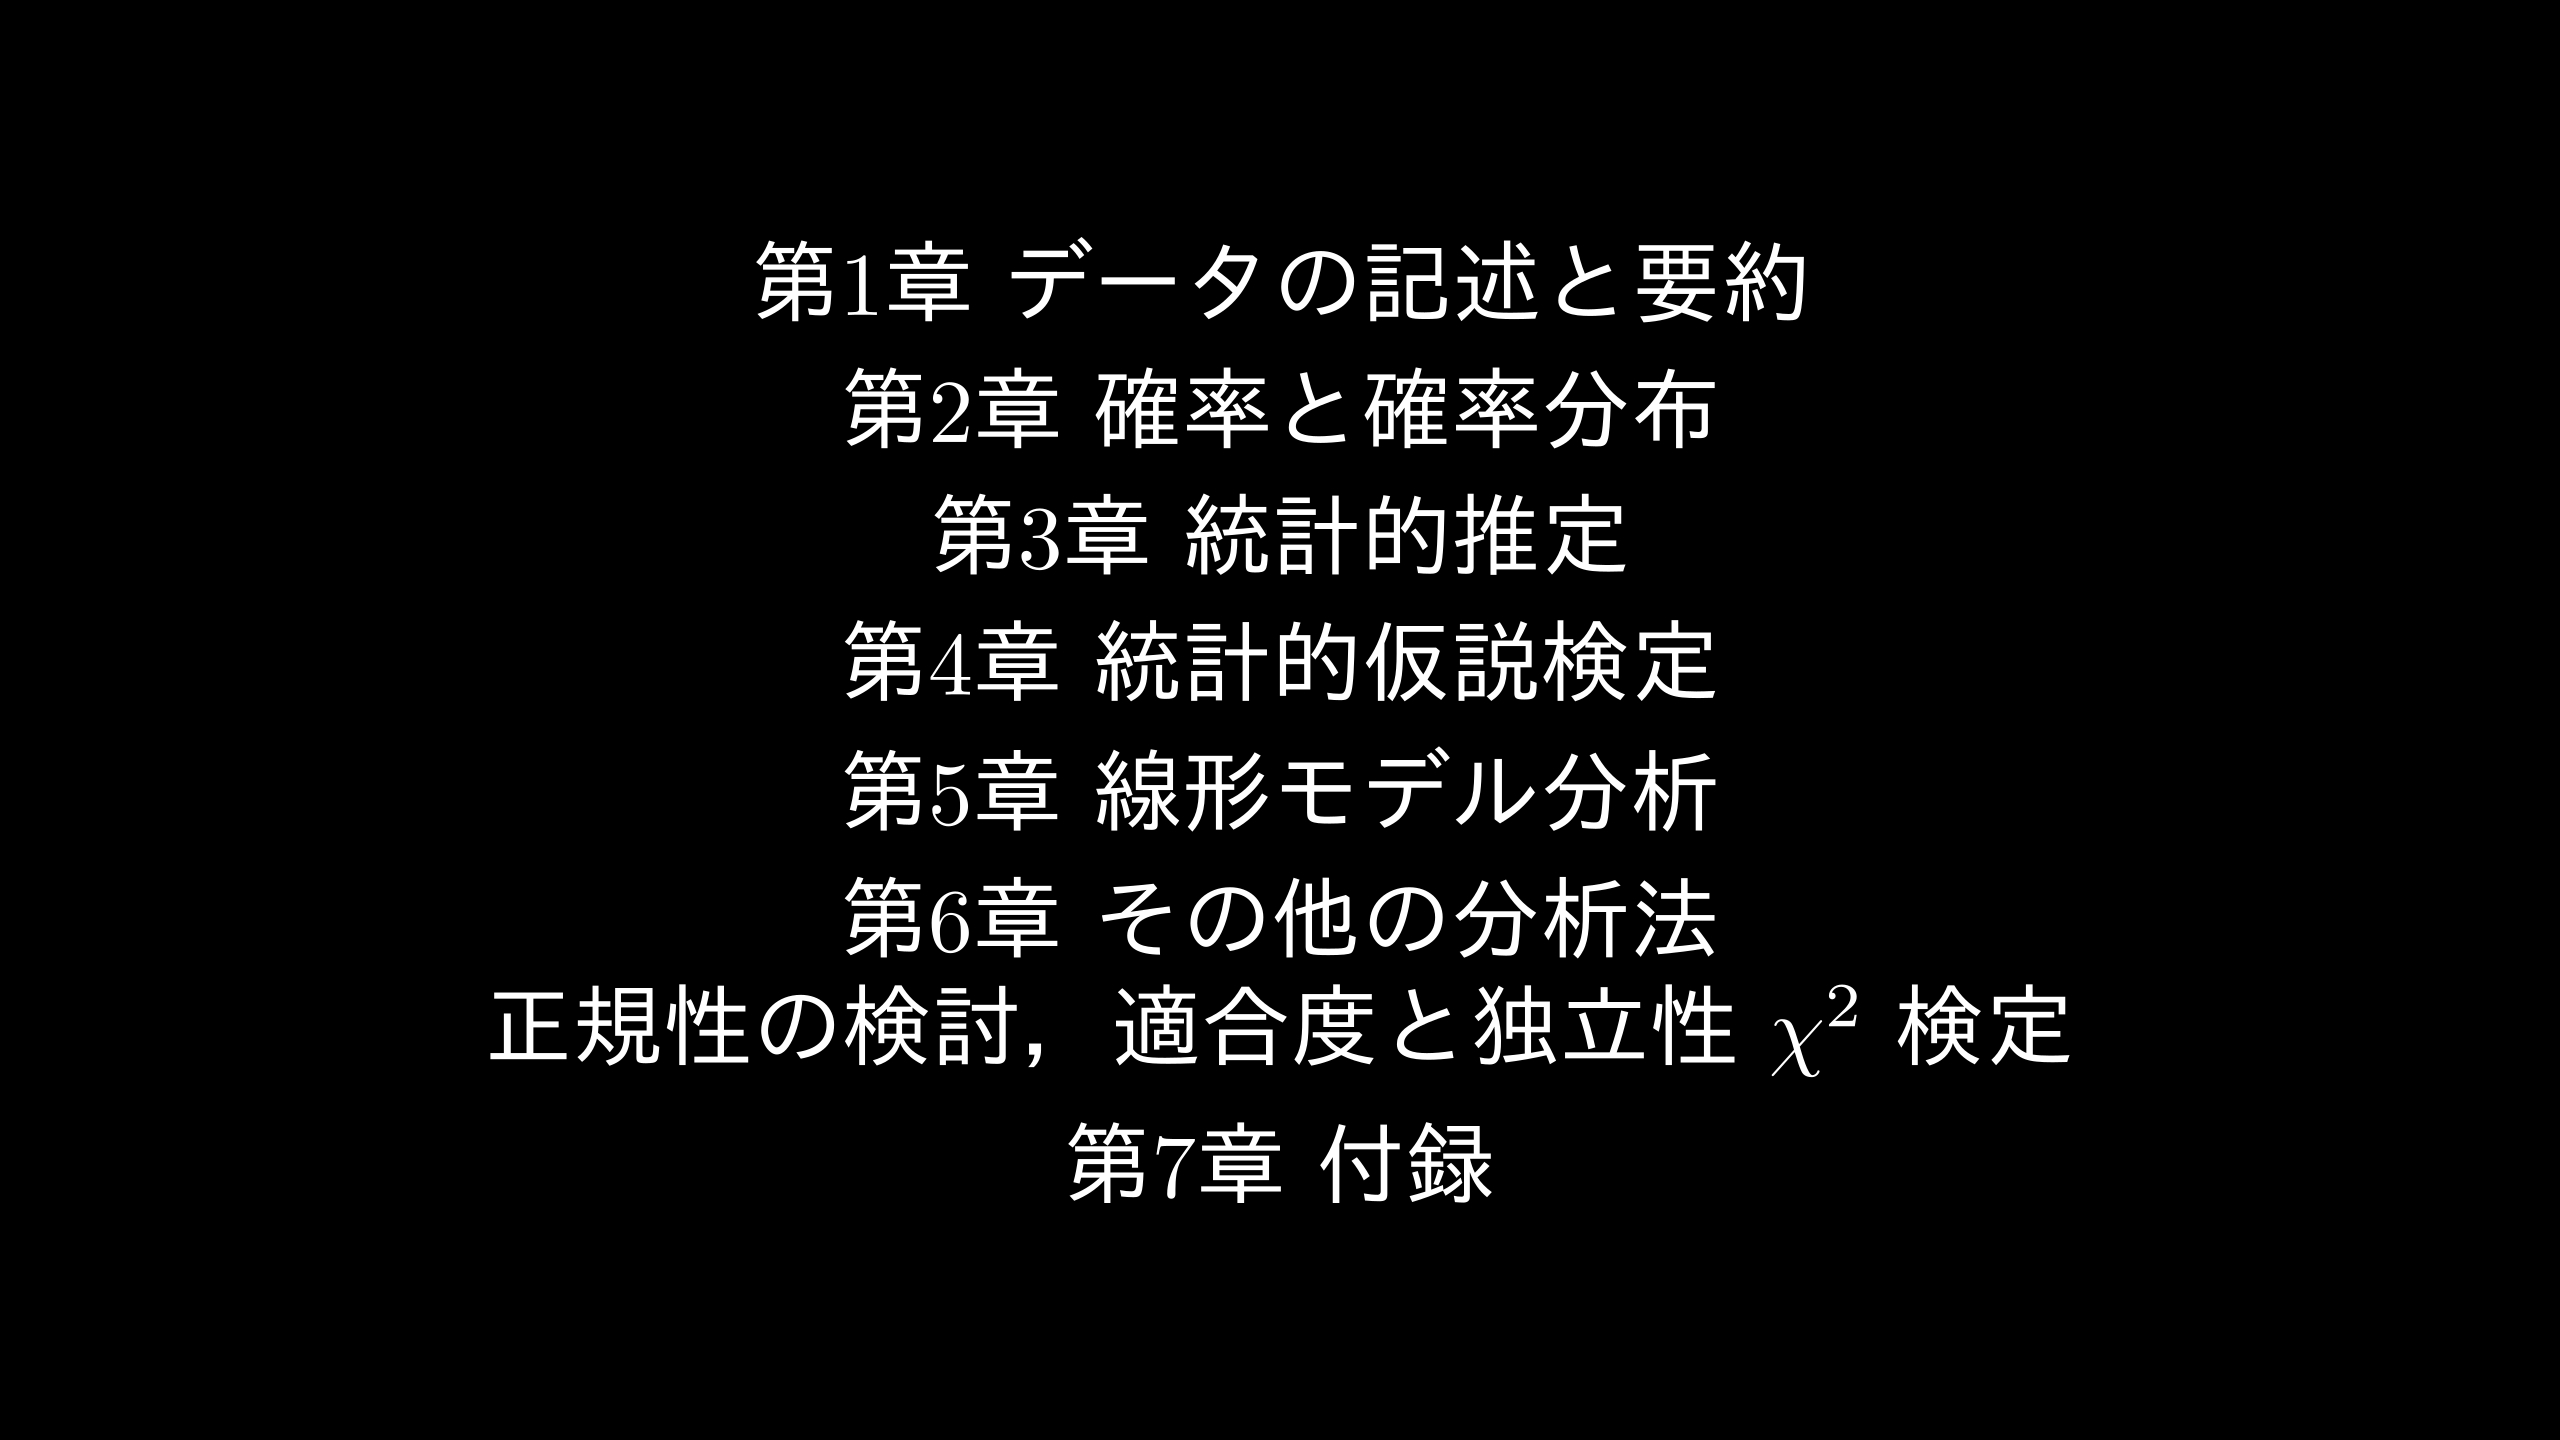 第1章 データの記述と要約
第2章 確率と確率分布
第3章 統計的推定
第4章 統計的仮説検定
第5章 線形モデル分析
第6章 その他の分析法
正規性の検討，適合度と独立性 χ² 検定
第7章 付録